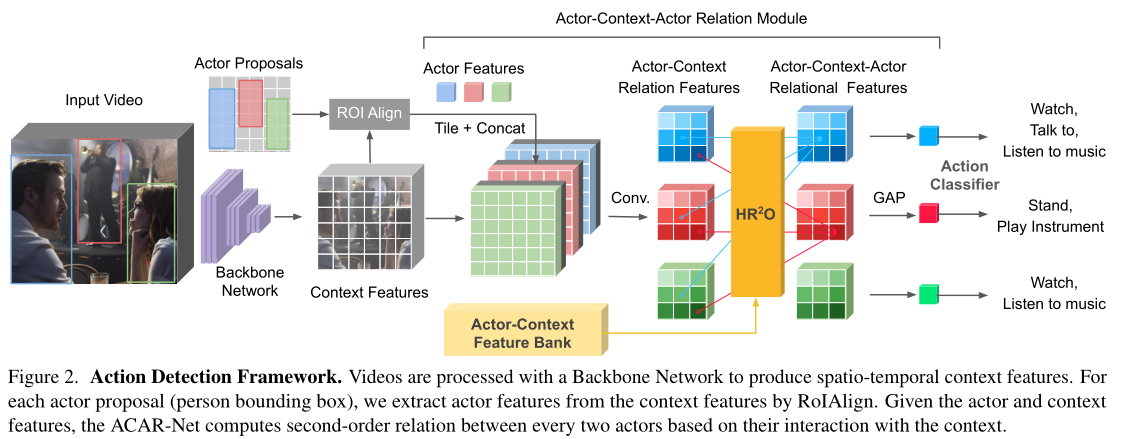 Actor-Context-Actor Relation Module
Actor Proposals
Input Video
ROI Align
Actor Features
Tile + Concat
Backbone
Network
Context Features
Conv.
Actor-Context
Relation Features
Actor-Context-Actor
Relational Features
HR²O
Actor-Context
Feature Bank
GAP
Action
Classifier
Watch,
Talk to,
Listen to music
Stand,
Play Instrument
Watch,
Listen to music
Figure 2. Action Detection Framework. Videos are processed with a Backbone Network to produce spatio-temporal context features. For
each actor proposal (person bounding box), we extract actor features from the context features by RoIAlign. Given the actor and context
features, the ACAR-Net computes second-order relation between every two actors based on their interaction with the context.